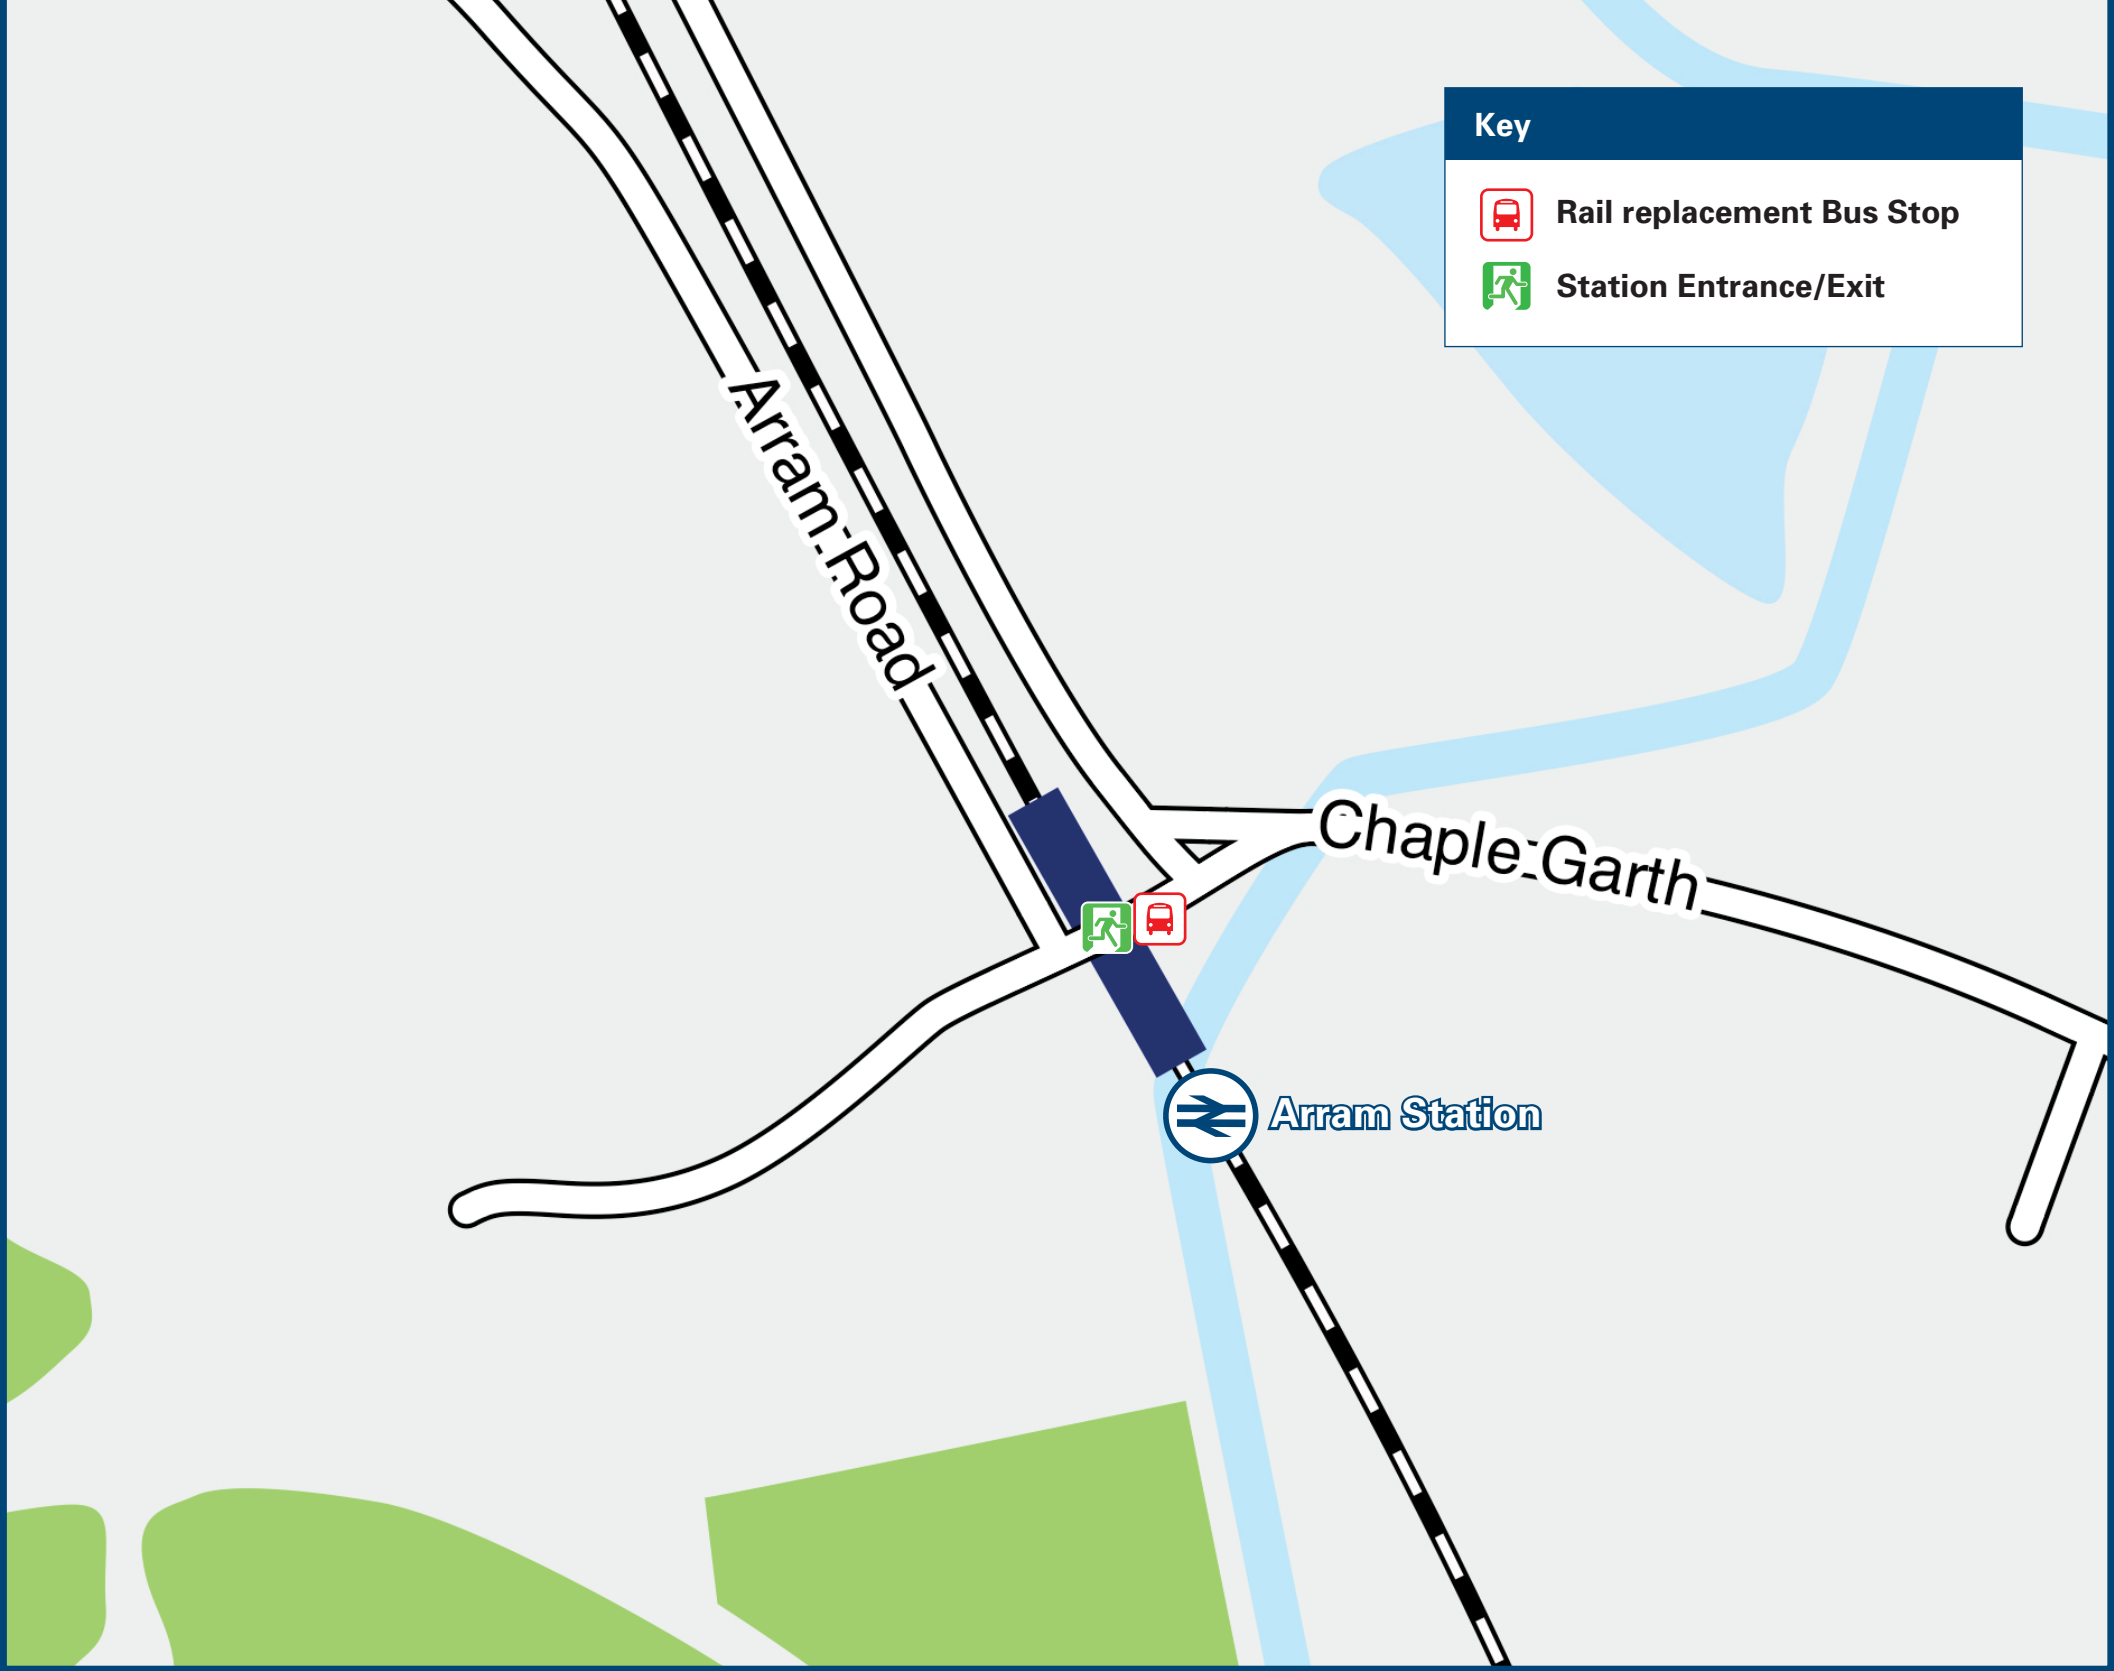 Key
Rail replacement Bus Stop
Station Entrance/Exit
Arram Road
Chaple Garth
Arram Station